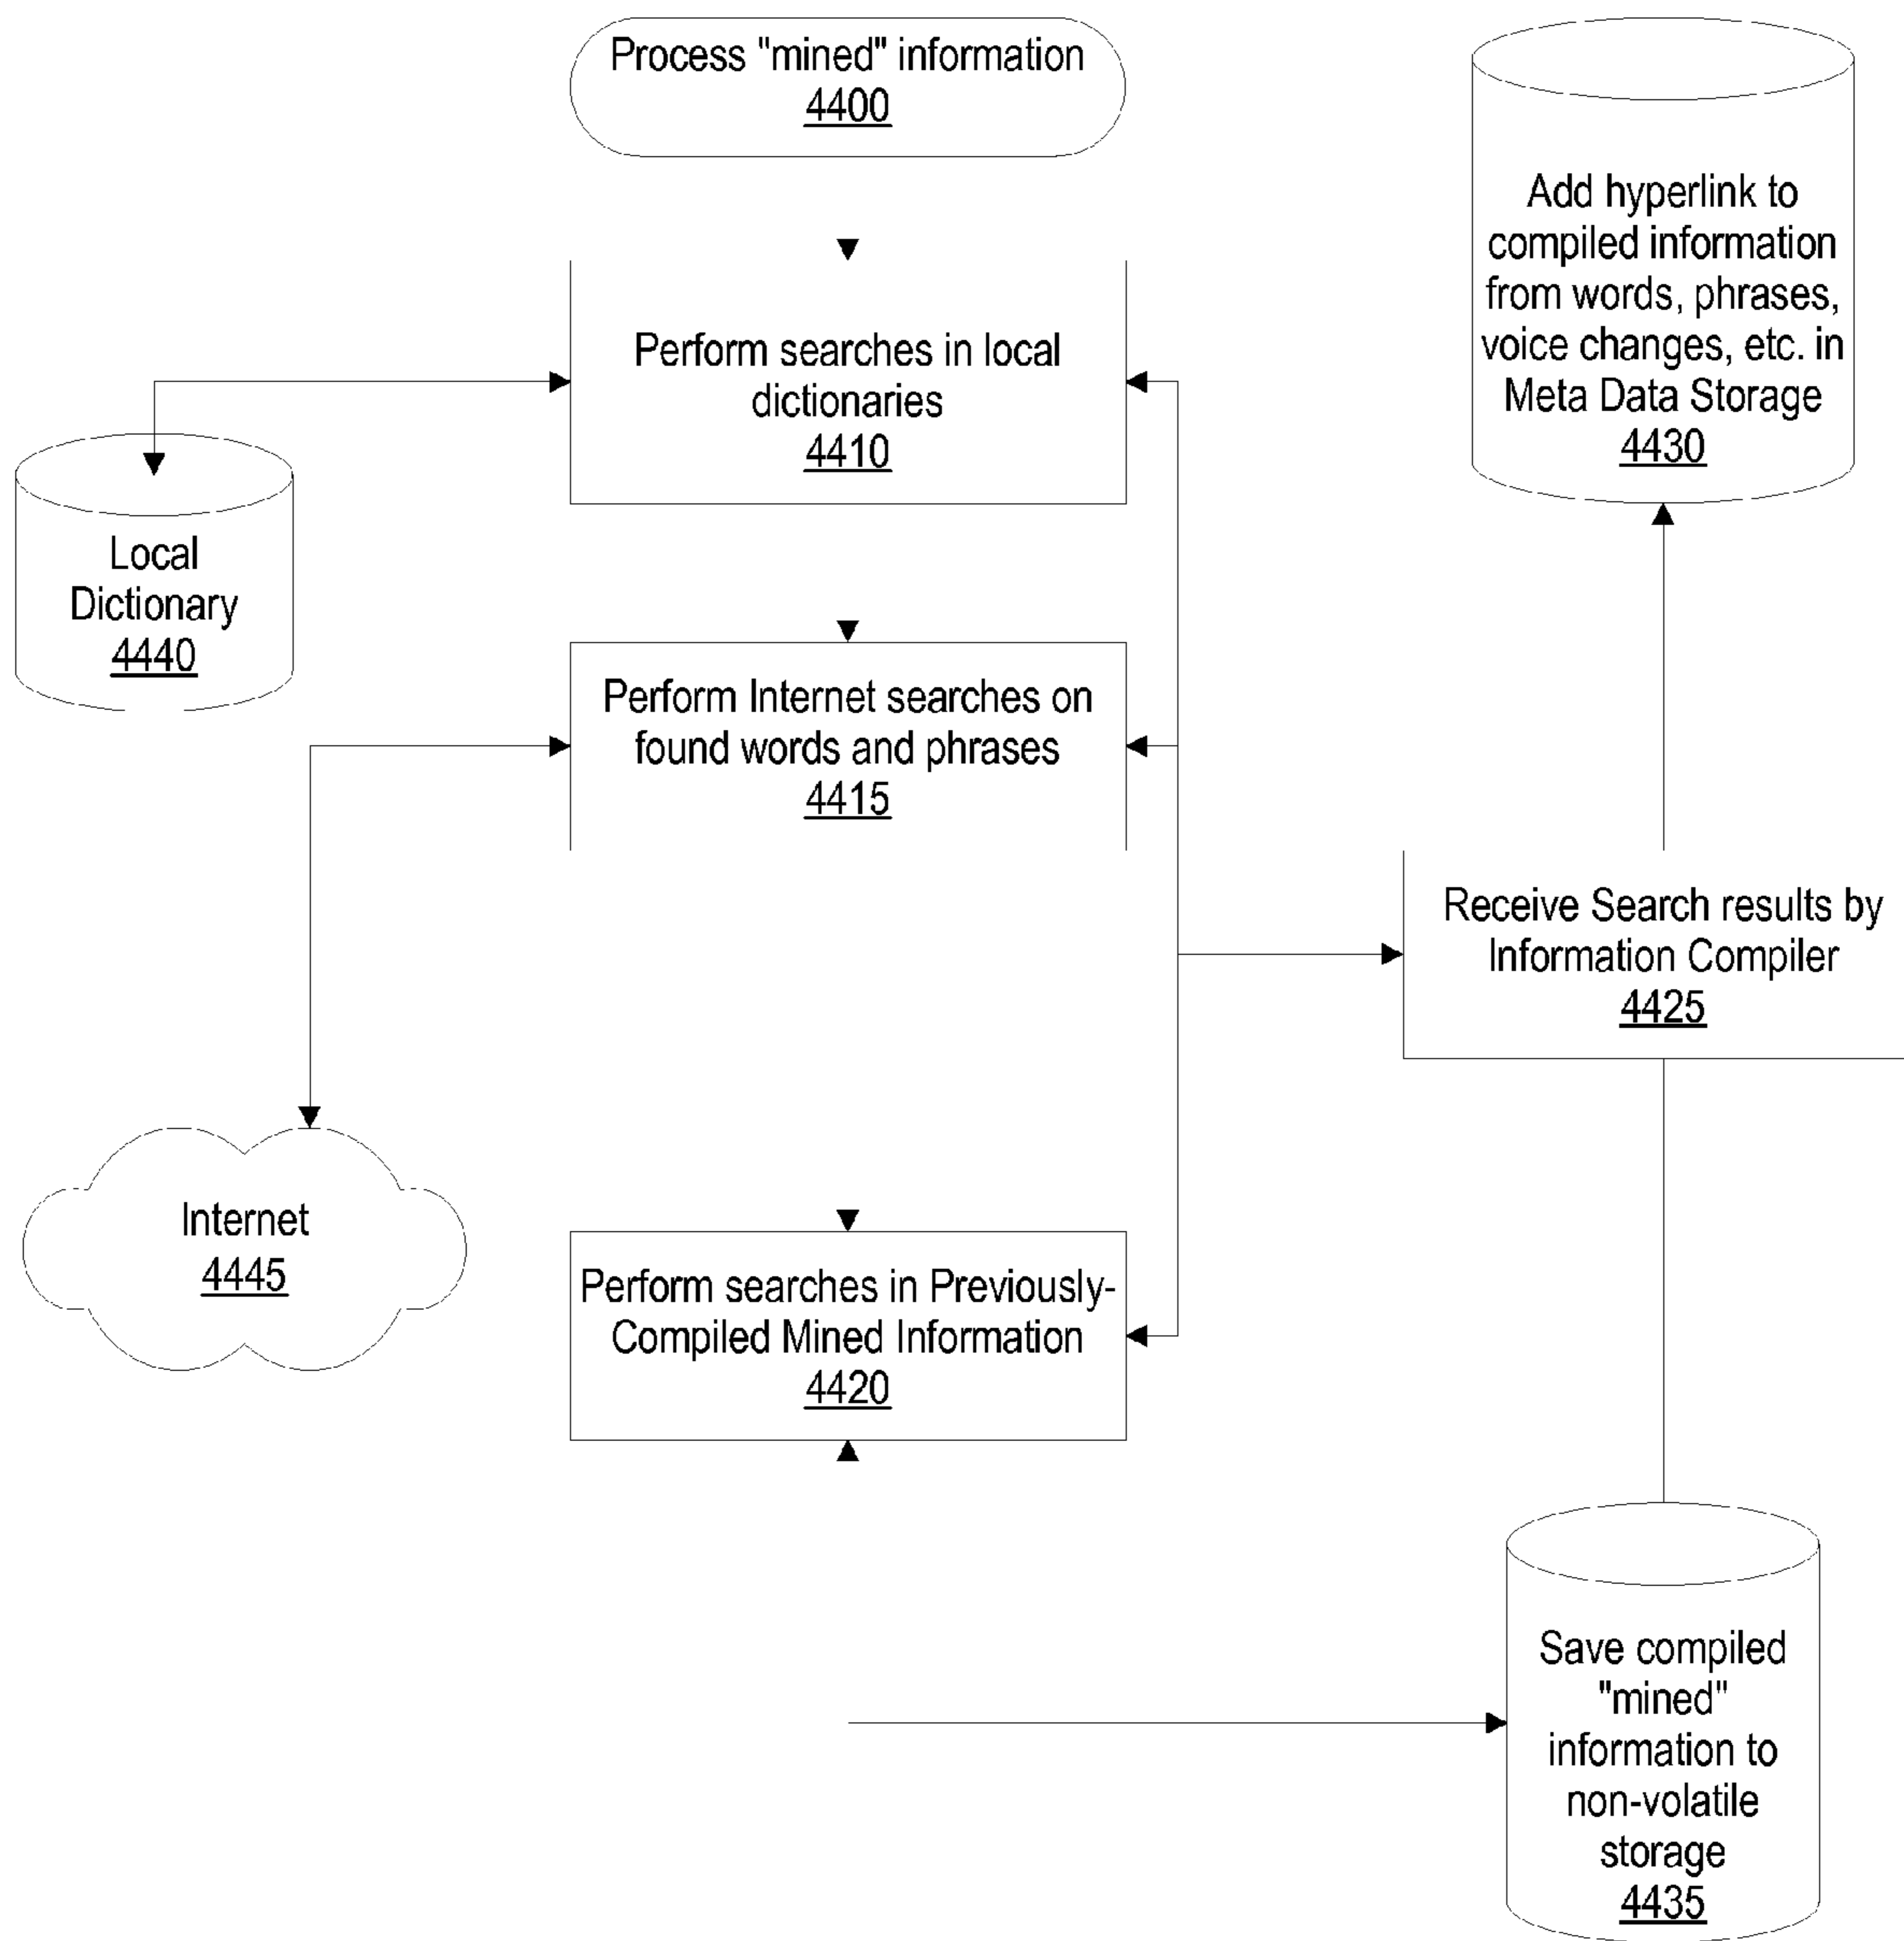 Process "mined" information
4400
Add hyperlink to
compiled information
from words, phrases,
voice changes, etc. in
Meta Data Storage
4430
Perform searches in local
dictionaries
4410
Local
Dictionary
4440
Perform Internet searches on
found words and phrases
4415
Receive Search results by
Information Compiler
4425
Internet
4445
Perform searches in Previously-
Compiled Mined Information
4420
Save compiled
"mined"
information to
non-volatile
storage
4435